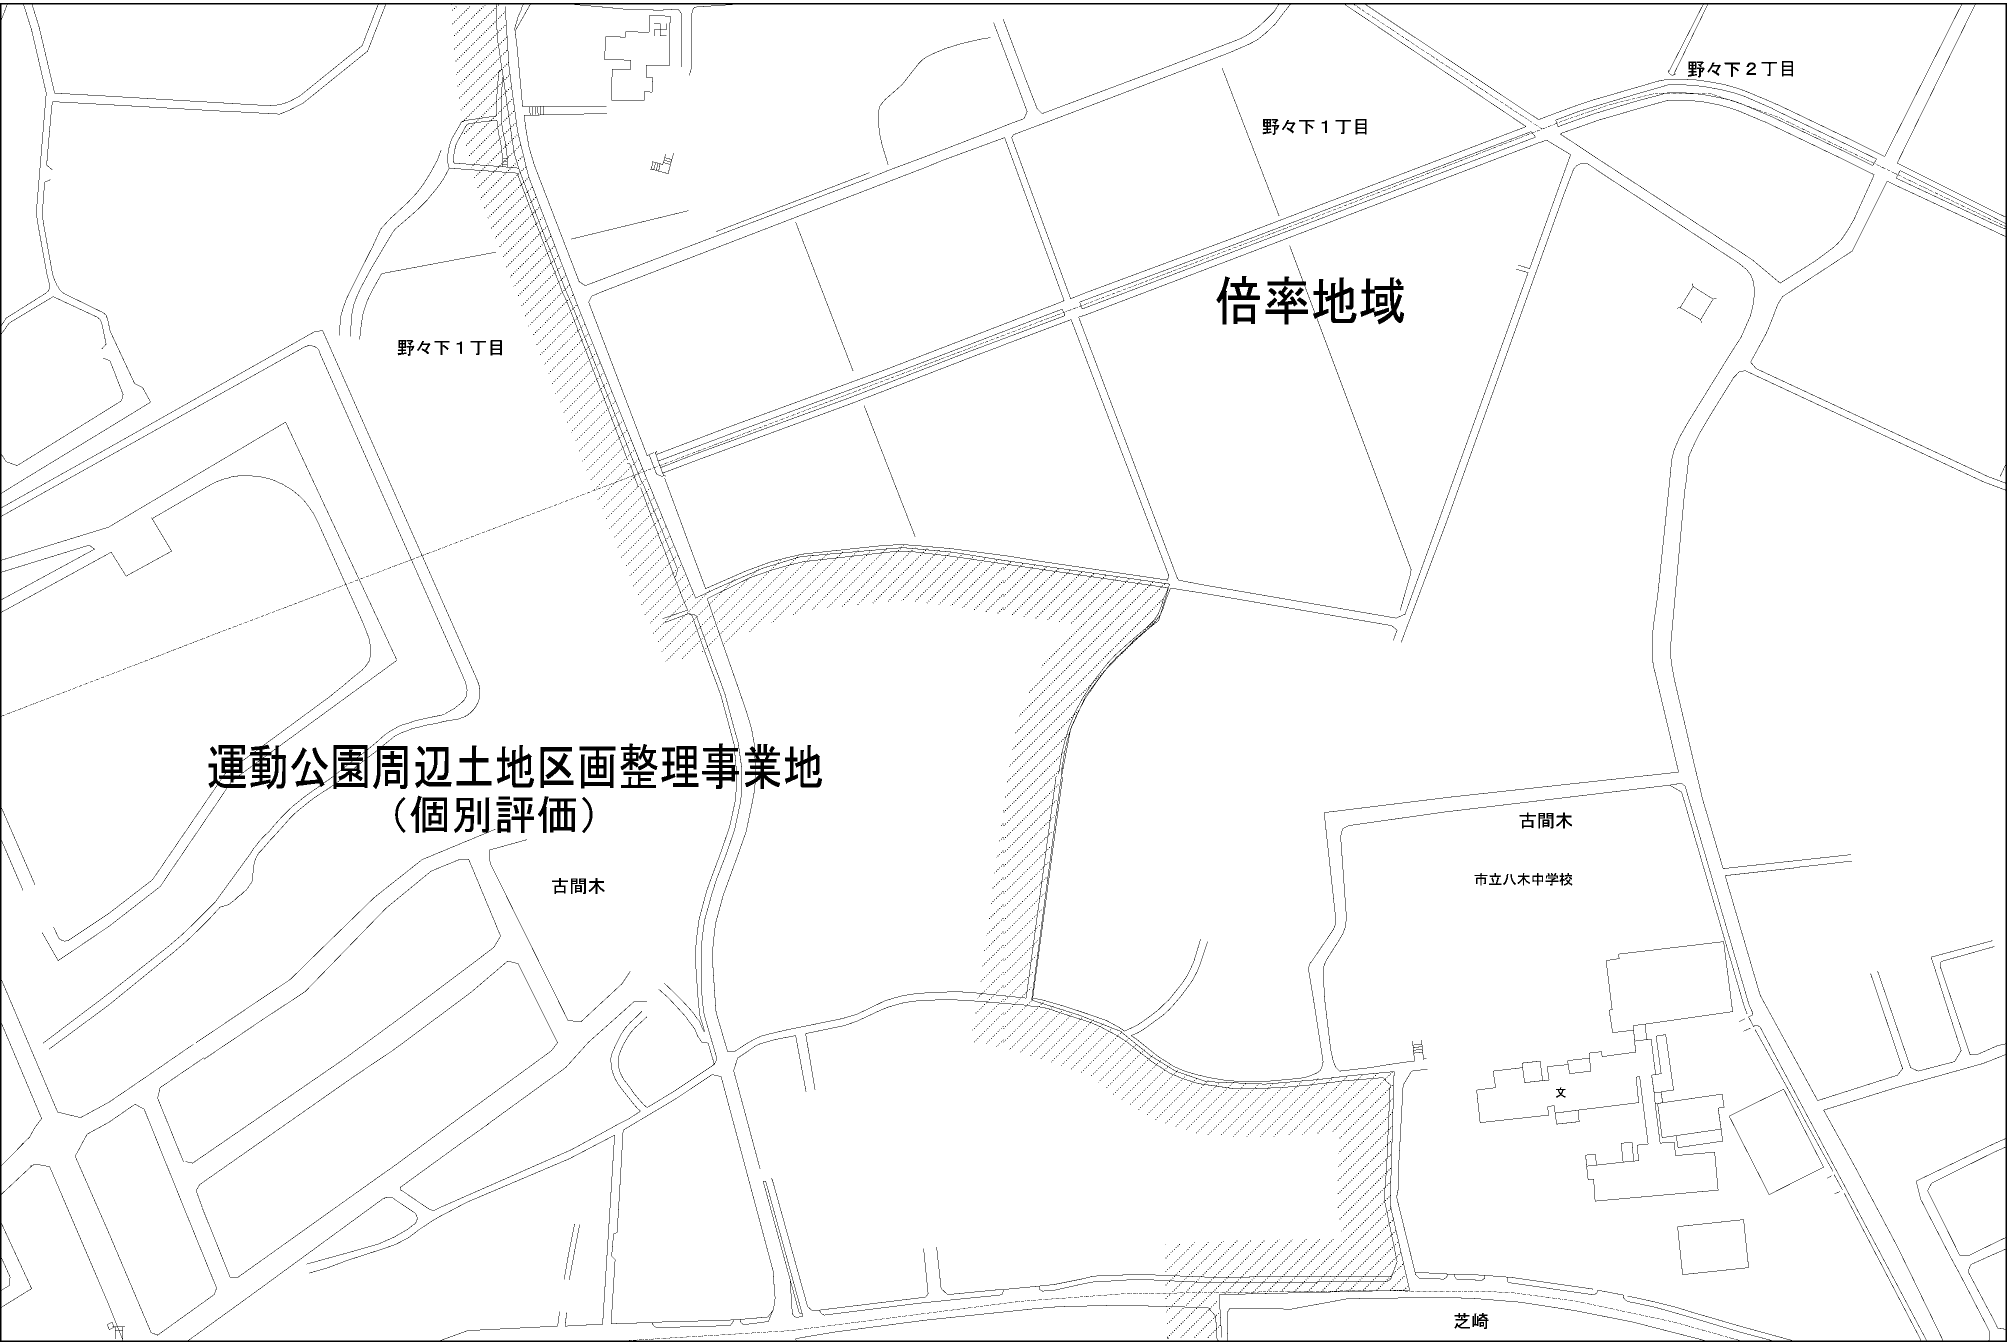 野々下２丁目
野々下１丁目
倍率地域
野々下１丁目
運動公園周辺土地区画整理事業地
（個別評価）
古間木
古間木
市立八木中学校
文
芝崎